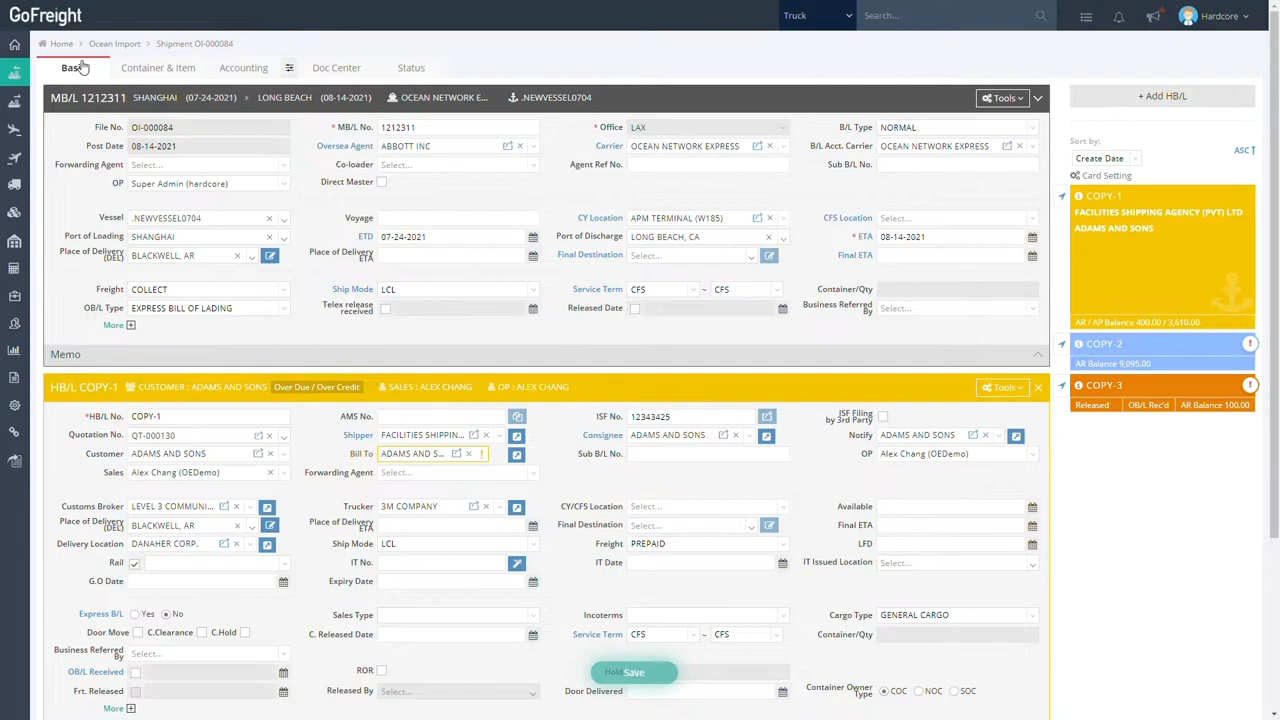 GoFreight Truck Search... Hardcore
Home > Ocean Import > Shipment OI-000084
Basic Container & Item Accounting Doc Center Status
MB/L 1212311 SHANGHAI (07-24-2021) > LONG BEACH (08-14-2021) OCEAN NETWORK E... .NEWVESSEL0704 Tools
+ Add HB/L
File No. OI-000084 * MB/L No. 1212311 * Office LAX B/L Type NORMAL
Post Date 08-14-2021 Oversea Agent ABBOTT INC Carrier OCEAN NETWORK EXPRESS B/L Acct. Carrier OCEAN NETWORK EXPRESS
Forwarding Agent Select... Co-loader Select... Agent Ref No. Sub B/L No.
OP Super Admin (hardcore) Direct Master
Vessel .NEWVESSEL0704 Voyage CY Location APM TERMINAL (W185) CFS Location Select...
Port of Loading SHANGHAI ETD 07-24-2021 Port of Discharge LONG BEACH, CA * ETA 08-14-2021
Place of Delivery (DEL) BLACKWELL, AR Place of Delivery ETA Final Destination Select... Final ETA
Freight COLLECT Ship Mode LCL Service Term CFS ~ CFS Container/Qty
OB/L Type EXPRESS BILL OF LADING Telex release received Released Date Business Referred By Select...
More
Memo
Sort by:
Create Date ASC
Card Setting
COPY-1
FACILITIES SHIPPING AGENCY (PVT) LTD
ADAMS AND SONS
AR / AP Balance 400.00 / 3,610.00
COPY-2 !
AR Balance 9,095.00
COPY-3 !
Released OB/L Rec'd AR Balance 100.00
HB/L COPY-1 CUSTOMER : ADAMS AND SONS Over Due / Over Credit SALES : ALEX CHANG OP : ALEX CHANG Tools
*HB/L No. COPY-1 AMS No. ISF No. 12343425 ISF Filing by 3rd Party
Quotation No. QT-000130 Shipper FACILITIES SHIPPIN... Consignee ADAMS AND SONS Notify ADAMS AND SONS
Customer ADAMS AND SONS Bill To ADAMS AND S... ! Sub B/L No. OP Alex Chang (OEDemo)
Sales Alex Chang (OEDemo) Forwarding Agent Select...
Customs Broker LEVEL 3 COMMUNI... Trucker 3M COMPANY CY/CFS Location Select... Available
Place of Delivery (DEL) BLACKWELL, AR Place of Delivery ETA Final Destination Select... Final ETA
Delivery Location DANAHER CORP. Ship Mode LCL Freight PREPAID LFD
Rail IT No. IT Date IT Issued Location Select...
G.O Date Expiry Date
Express B/L Yes No Sales Type Incoterms Cargo Type GENERAL CARGO
Door Move C.Clearance C.Hold C. Released Date Service Term CFS ~ CFS Container/Qty
Business Referred By Select...
OB/L Received ROR Hold Save
Frt. Released Released By Select... Door Delivered Container Owner Type COC NOC SOC
More